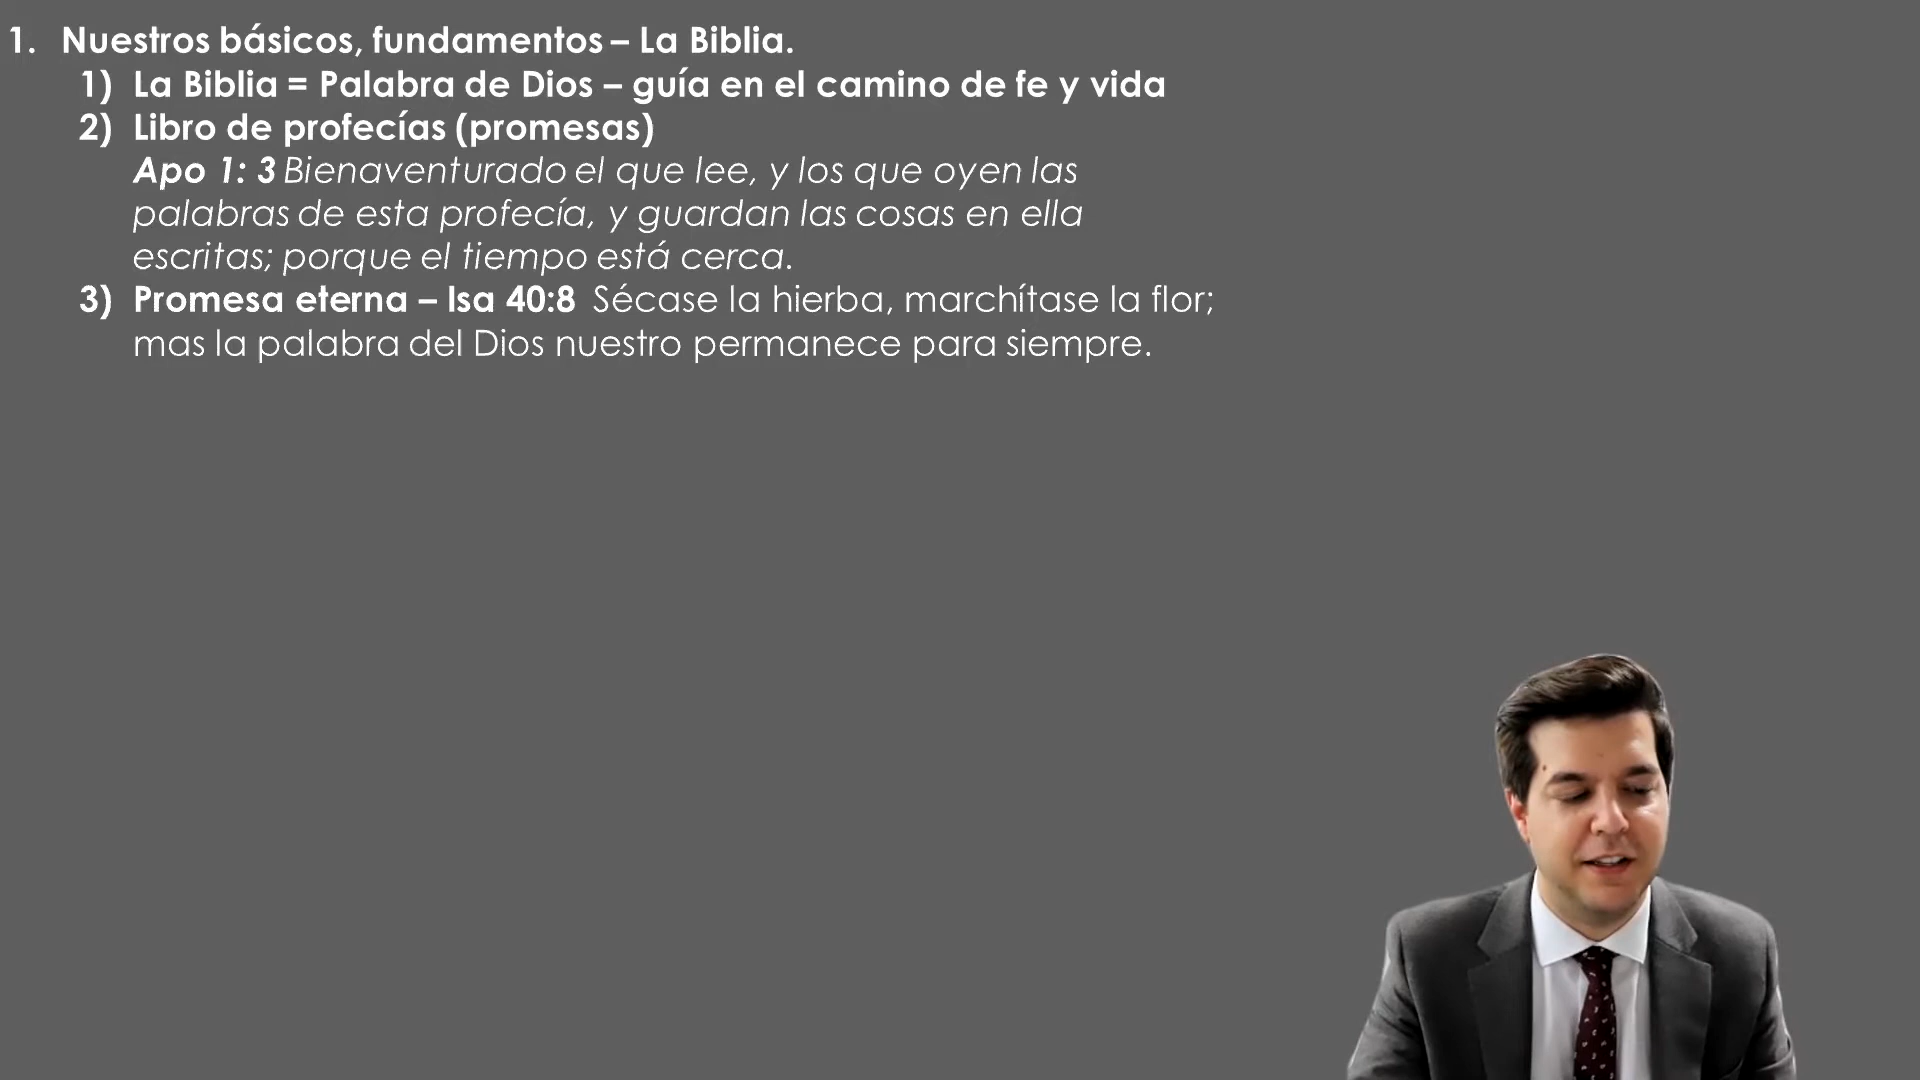 1. Nuestros básicos, fundamentos – La Biblia.
1) La Biblia = Palabra de Dios – guía en el camino de fe y vida
2) Libro de profecías (promesas)
Apo 1: 3 Bienaventurado el que lee, y los que oyen las
palabras de esta profecía, y guardan las cosas en ella
escritas; porque el tiempo está cerca.
3) Promesa eterna – Isa 40:8 Sécase la hierba, marchítase la flor;
mas la palabra del Dios nuestro permanece para siempre.